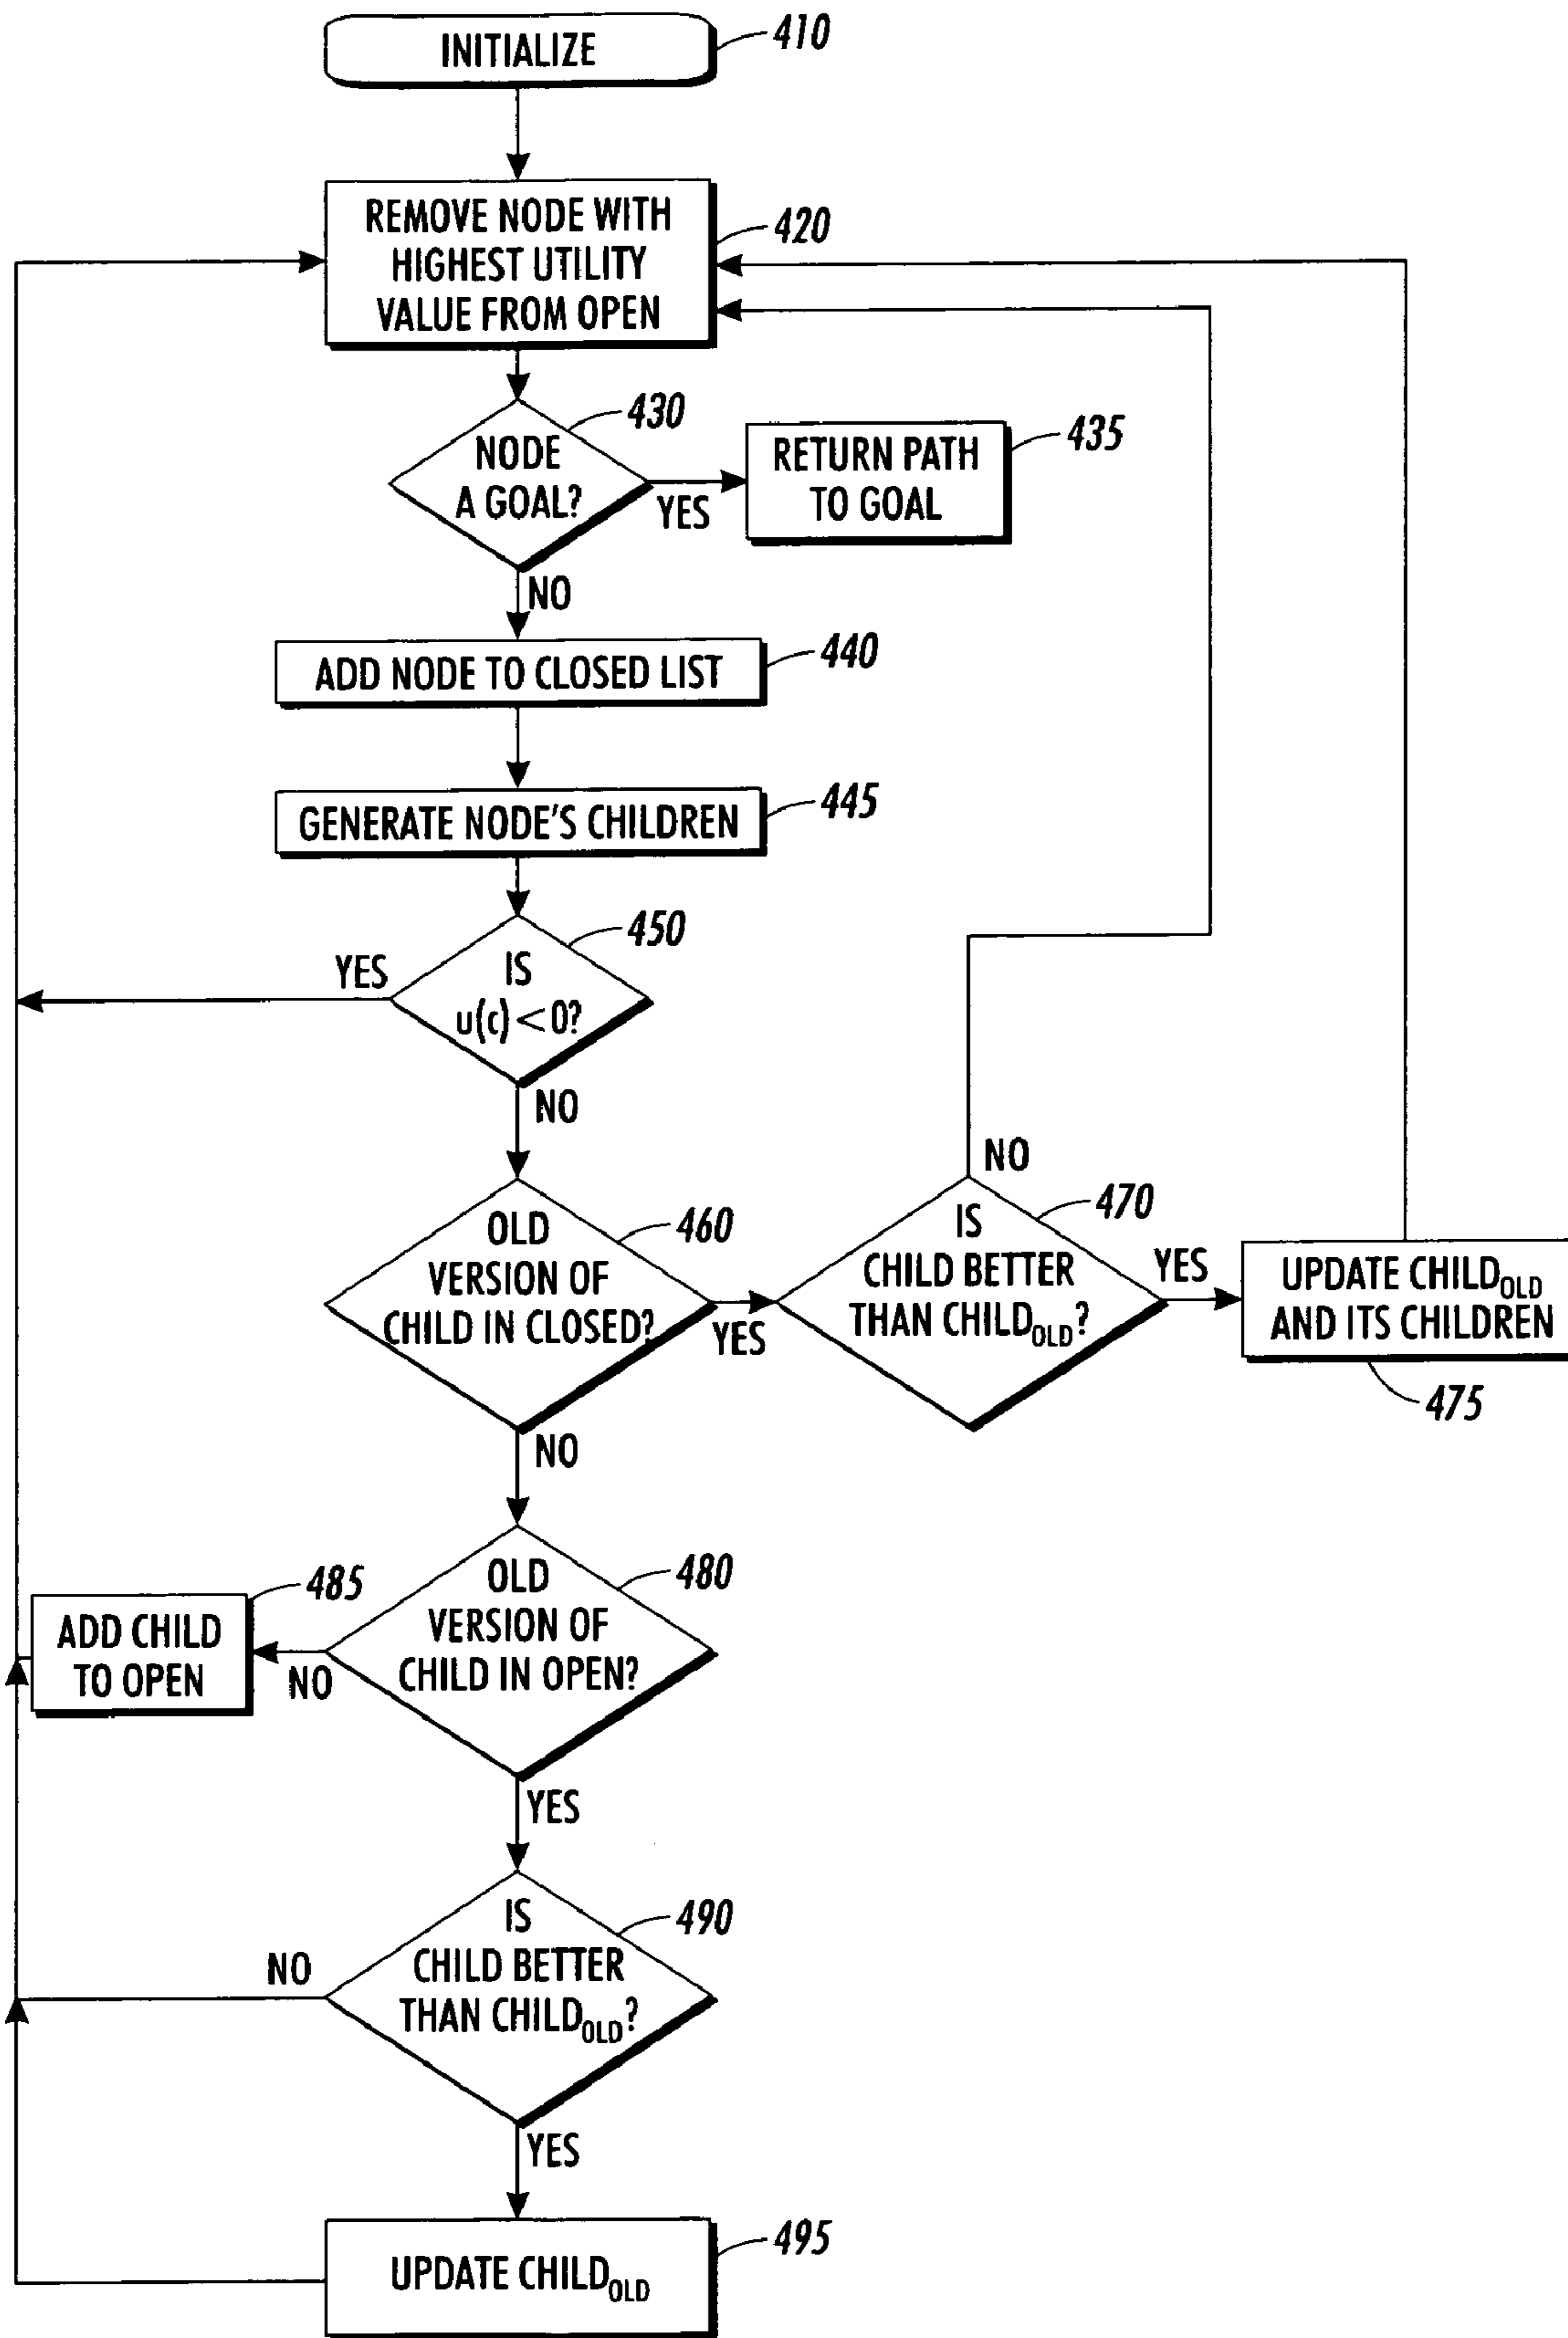 INITIALIZE
410
REMOVE NODE WITH
HIGHEST UTILITY
VALUE FROM OPEN
420
NODE
A GOAL?
430
YES
RETURN PATH
TO GOAL
435
NO
ADD NODE TO CLOSED LIST
440
GENERATE NODE'S CHILDREN
445
IS
u(c) < 0?
450
YES
NO
OLD
VERSION OF
CHILD IN CLOSED?
460
YES
IS
CHILD BETTER
THAN CHILD_OLD?
470
NO
YES
UPDATE CHILD_OLD
AND ITS CHILDREN
475
NO
OLD
VERSION OF
CHILD IN OPEN?
480
NO
ADD CHILD
TO OPEN
485
YES
IS
CHILD BETTER
THAN CHILD_OLD?
490
NO
YES
UPDATE CHILD_OLD
495